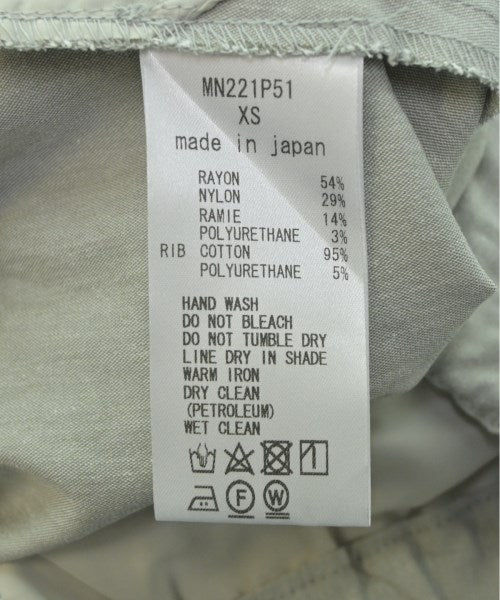 MN221P51
XS
made in japan
RAYON 54%
NYLON 29%
RAMIE 14%
POLYURETHANE 3%
RIB COTTON 95%
POLYURETHANE 5%
HAND WASH
DO NOT BLEACH
DO NOT TUMBLE DRY
LINE DRY IN SHADE
WARM IRON
DRY CLEAN
(PETROLEUM)
WET CLEAN
F W